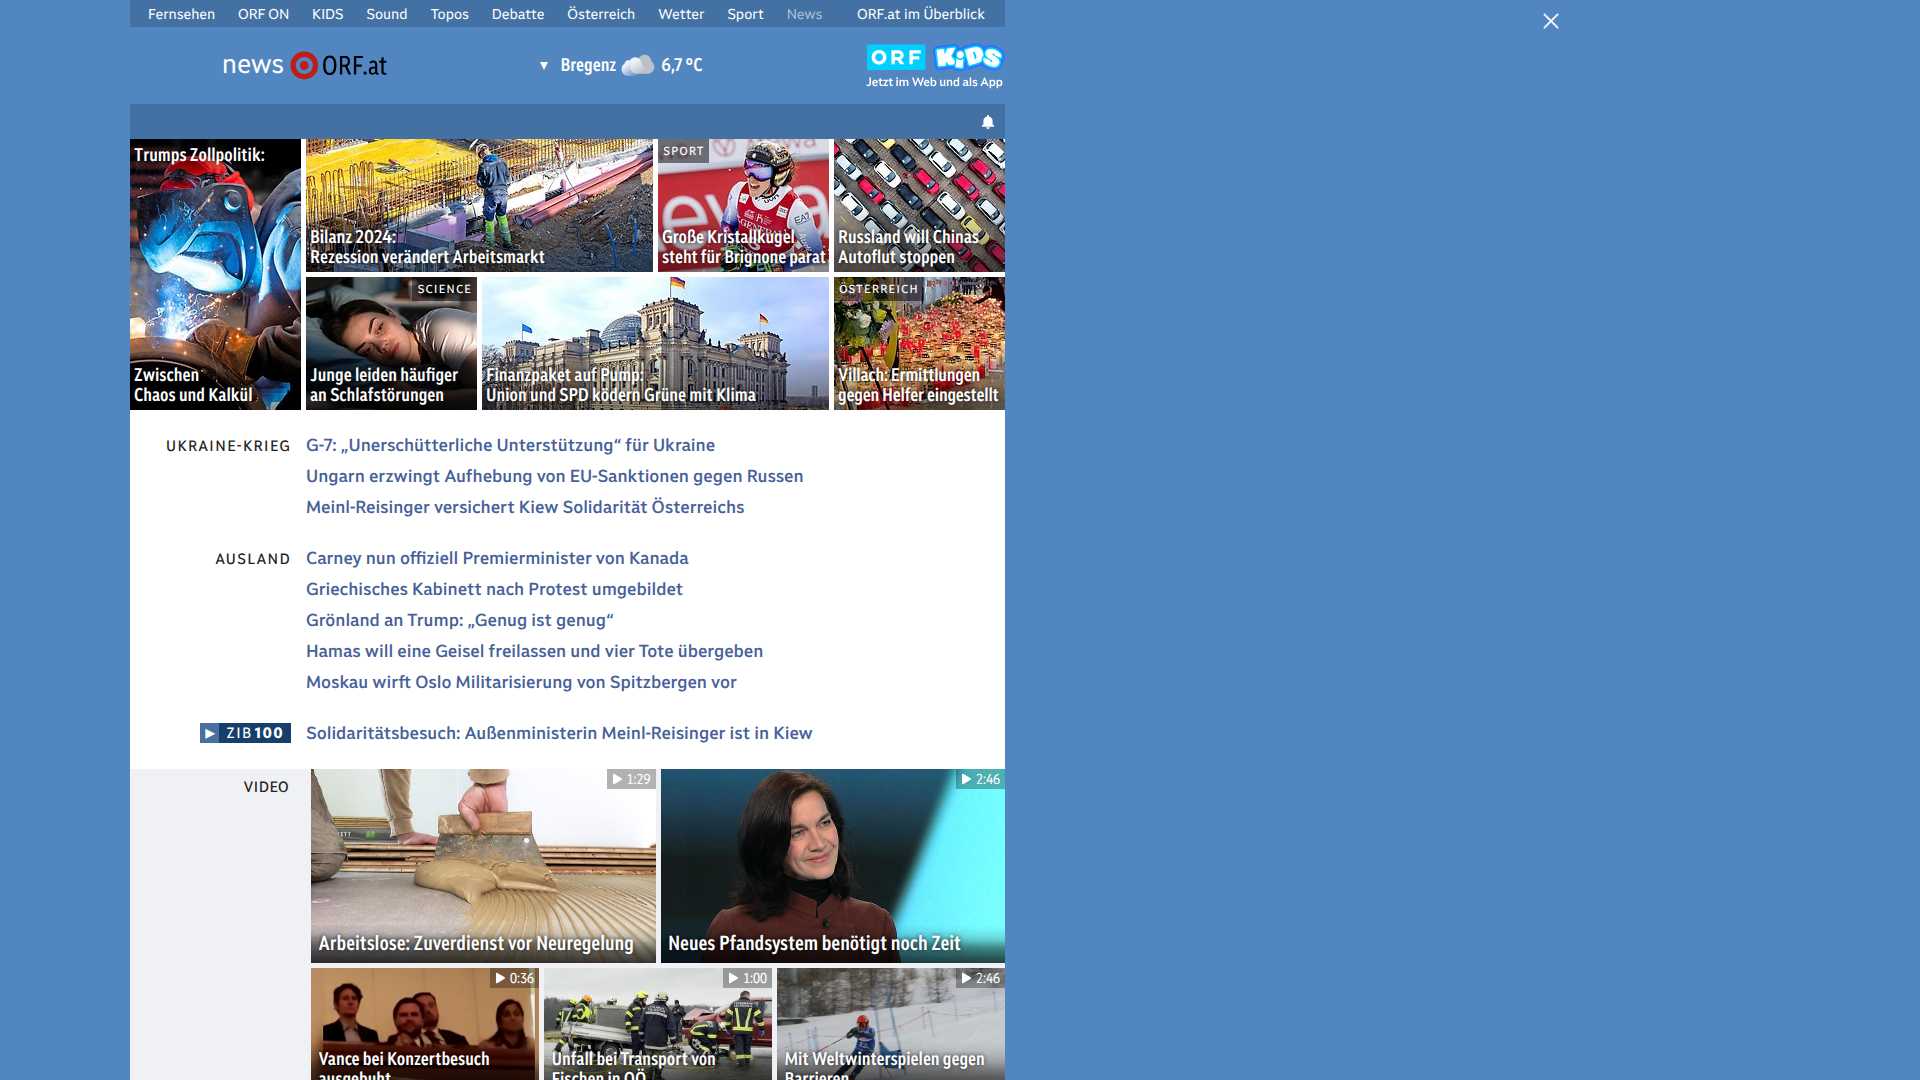 Fernsehen
ORF ON
KIDS
Sound
Topos
Debatte
Österreich
Wetter
Sport
News
ORF.at im Überblick
news ORF.at
Bregenz
6,7 °C
ORF KiDS
Jetzt im Web und als App
Trumps Zollpolitik:
Zwischen
Chaos und Kalkül
Bilanz 2024:
Rezession verändert Arbeitsmarkt
SPORT
Große Kristallkugel
steht für Brignone parat
Russland will Chinas
Autoflut stoppen
SCIENCE
Junge leiden häufiger
an Schlafstörungen
Finanzpaket auf Pump:
Union und SPD ködern Grüne mit Klima
ÖSTERREICH
Villach: Ermittlungen
gegen Helfer eingestellt
UKRAINE-KRIEG
G-7: „Unerschütterliche Unterstützung“ für Ukraine
Ungarn erzwingt Aufhebung von EU-Sanktionen gegen Russen
Meinl-Reisinger versichert Kiew Solidarität Österreichs
AUSLAND
Carney nun offiziell Premierminister von Kanada
Griechisches Kabinett nach Protest umgebildet
Grönland an Trump: „Genug ist genug“
Hamas will eine Geisel freilassen und vier Tote übergeben
Moskau wirft Oslo Militarisierung von Spitzbergen vor
ZIB100
Solidaritätsbesuch: Außenministerin Meinl-Reisinger ist in Kiew
VIDEO
1:29
Arbeitslose: Zuverdienst vor Neuregelung
2:46
Neues Pfandsystem benötigt noch Zeit
0:36
Vance bei Konzertbesuch
ausgebuht
1:00
Unfall bei Transport von
Fischen in OÖ
2:46
Mit Weltwinterspielen gegen
Barrieren